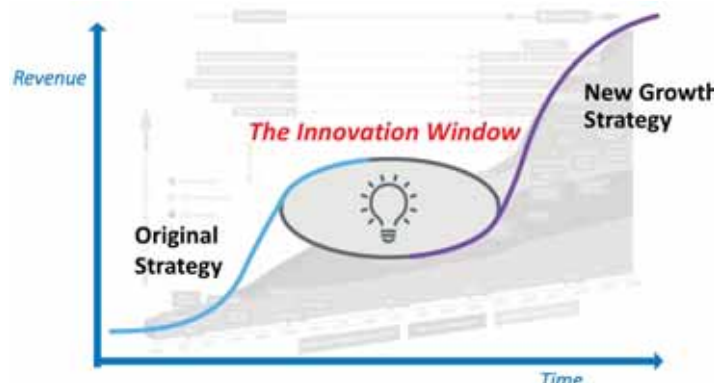 Revenue
New Growth
Strategy
The Innovation Window
Original
Strategy
Time